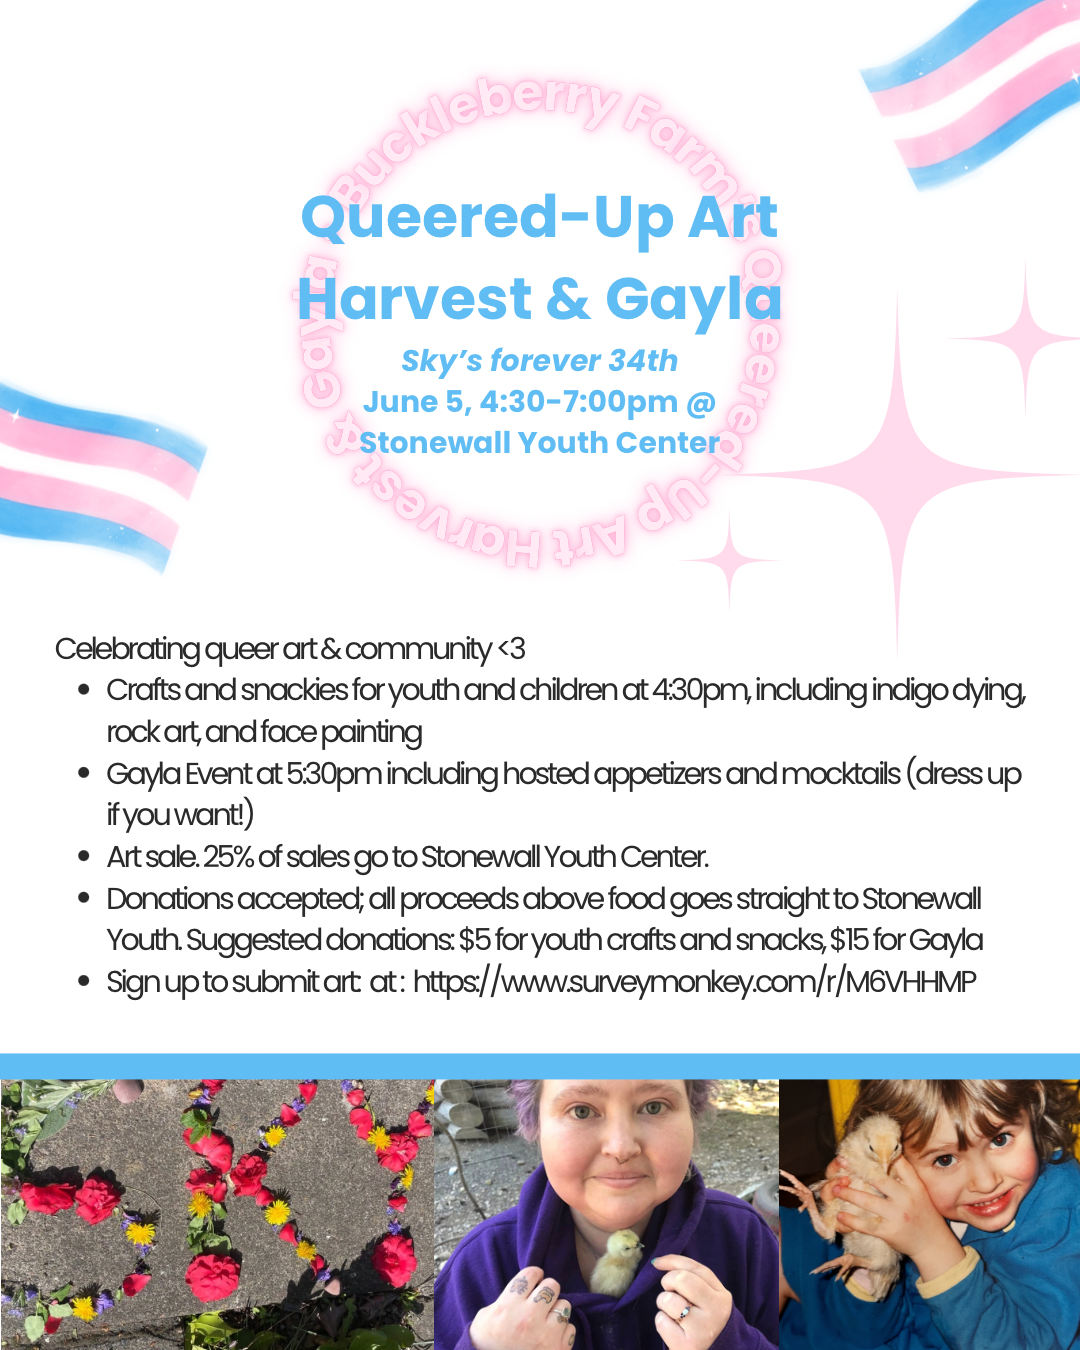 Buckleberry Farm's Queered-Up Art Harvest & Gayla
Queered-Up Art
Harvest & Gayla
Sky's forever 34th
June 5, 4:30-7:00pm @
Stonewall Youth Center
Celebrating queer art & community <3
• Crafts and snackies for youth and children at 4:30pm, including indigo dying,
rock art, and face painting
• Gayla Event at 5:30pm including hosted appetizers and mocktails (dress up
if you want!)
• Art sale. 25% of sales go to Stonewall Youth Center.
• Donations accepted; all proceeds above food goes straight to Stonewall
Youth. Suggested donations: $5 for youth crafts and snacks, $15 for Gayla
• Sign up to submit art: at : https://www.surveymonkey.com/r/M6VHHMP
SKY